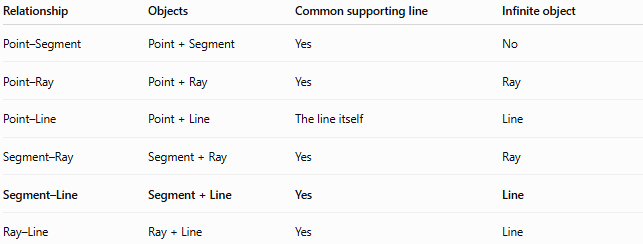 Relationship Objects Common supporting line Infinite object
Point–Segment Point + Segment Yes No
Point–Ray Point + Ray Yes Ray
Point–Line Point + Line The line itself Line
Segment–Ray Segment + Ray Yes Ray
Segment–Line Segment + Line Yes Line
Ray–Line Ray + Line Yes Line